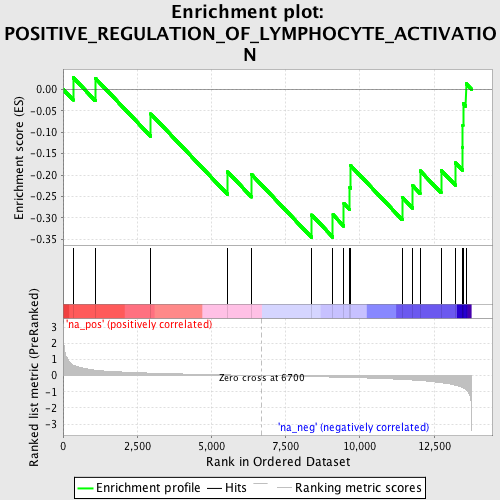 Enrichment plot:
POSITIVE_REGULATION_OF_LYMPHOCYTE_ACTIVATIO
N
Enrichment score (ES)
0.00
-0.05
-0.10
-0.15
-0.20
-0.25
-0.30
-0.35
'na_pos' (positively correlated)
Ranked list metric (PreRanked)
3
2
1
0
-1
-2
-3
Zero cross at 6700
'na_neg' (negatively correlated)
0
2,500
5,000
7,500
10,000
12,500
Rank in Ordered Dataset
Enrichment profile
Hits
Ranking metric scores